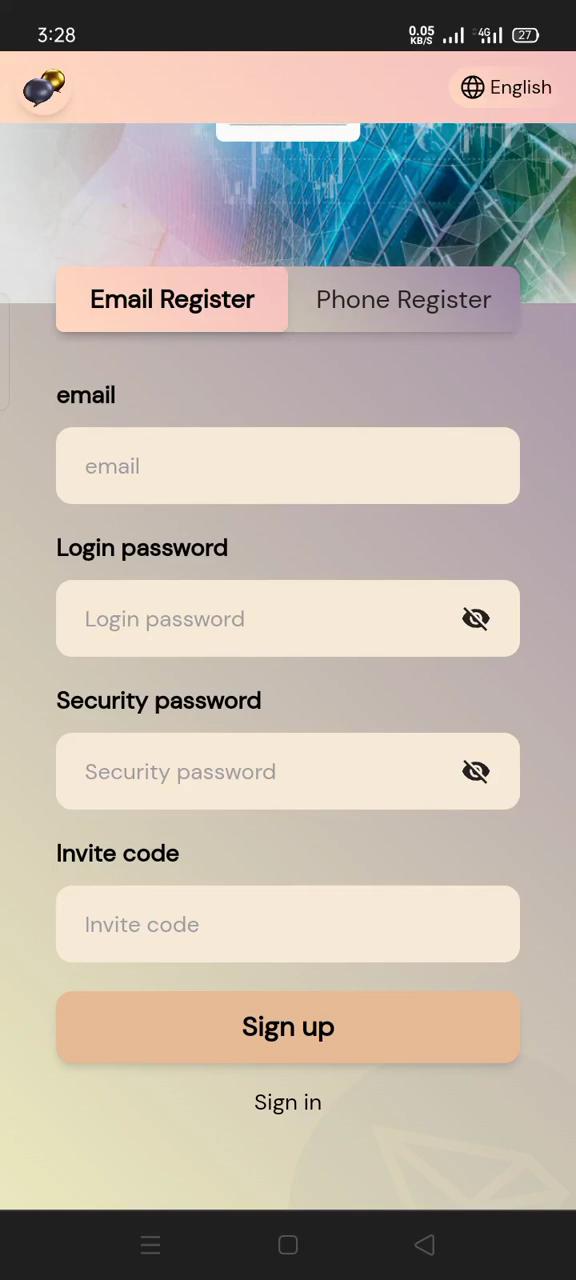 3:28
0.05
KB/S
4G
27
English
Email Register
Phone Register
email
email
Login password
Login password
Security password
Security password
Invite code
Invite code
Sign up
Sign in